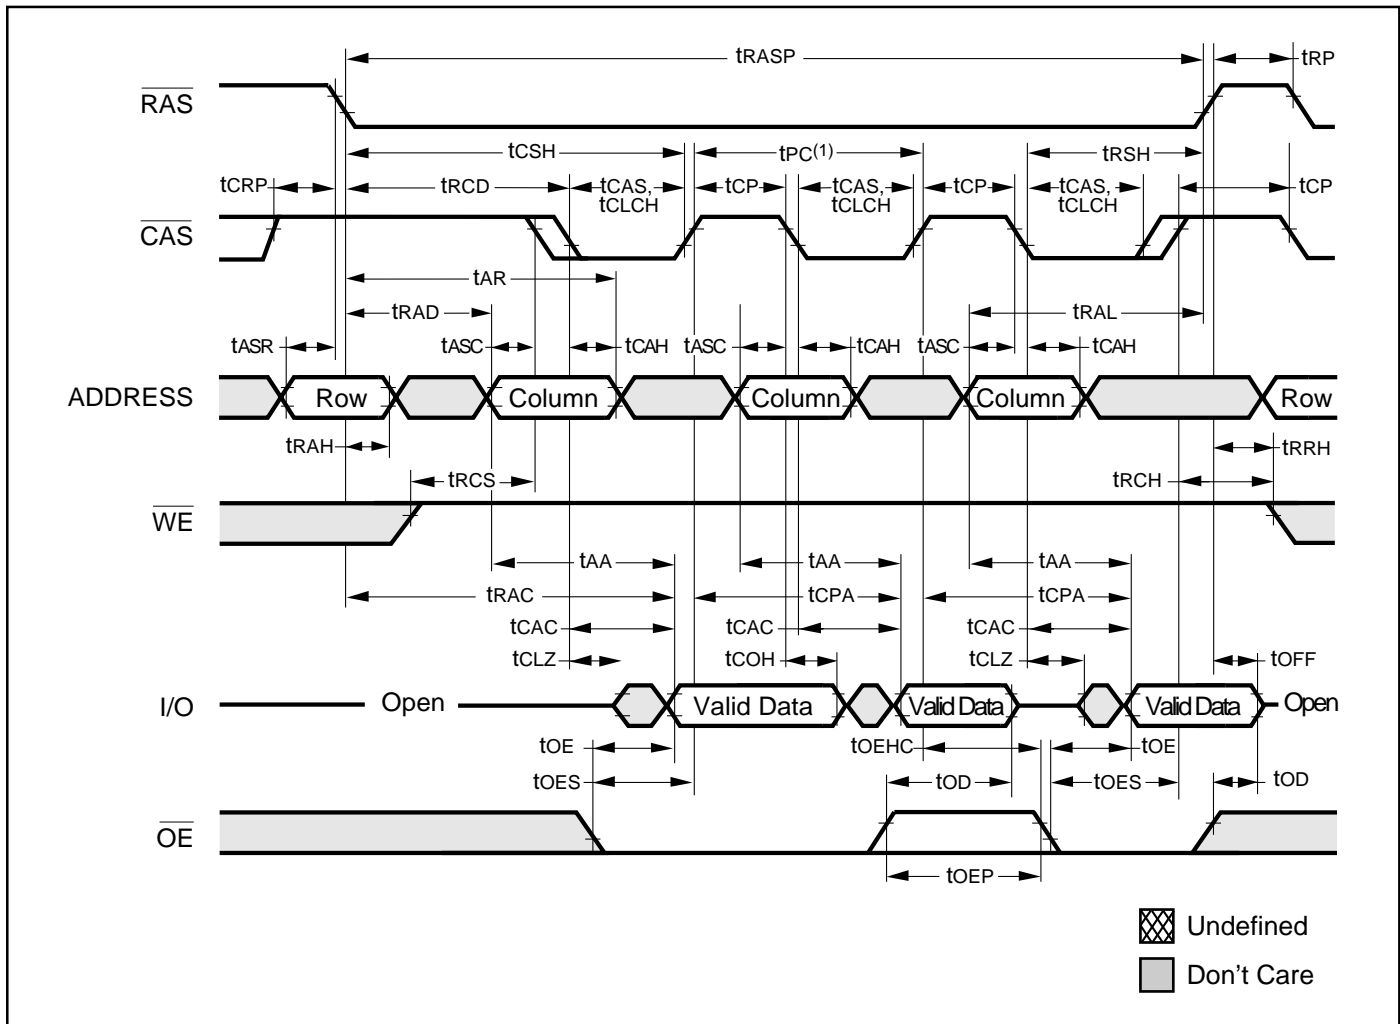 tRASP tRP
RAS
tCSH tPC(1) tRSH
tCRP tRCD tCAS, tCP tCAS, tCP tCAS, tCP
tCLCH tCLCH tCLCH
CAS
tAR
tRAD tRAL
tASR tASC tCAH tASC tCAH tASC tCAH
ADDRESS Row Column Column Column Row
tRAH tRRH
tRCS tRCH
WE
tAA tAA tAA
tRAC tCPA tCPA
tCAC tCAC tCAC
tCLZ tCOH tCLZ tOFF
I/O Open Valid Data Valid Data Valid Data Open
tOE tOEHC tOE
tOES tOD tOES tOD
OE
tOEP
Undefined
Don't Care